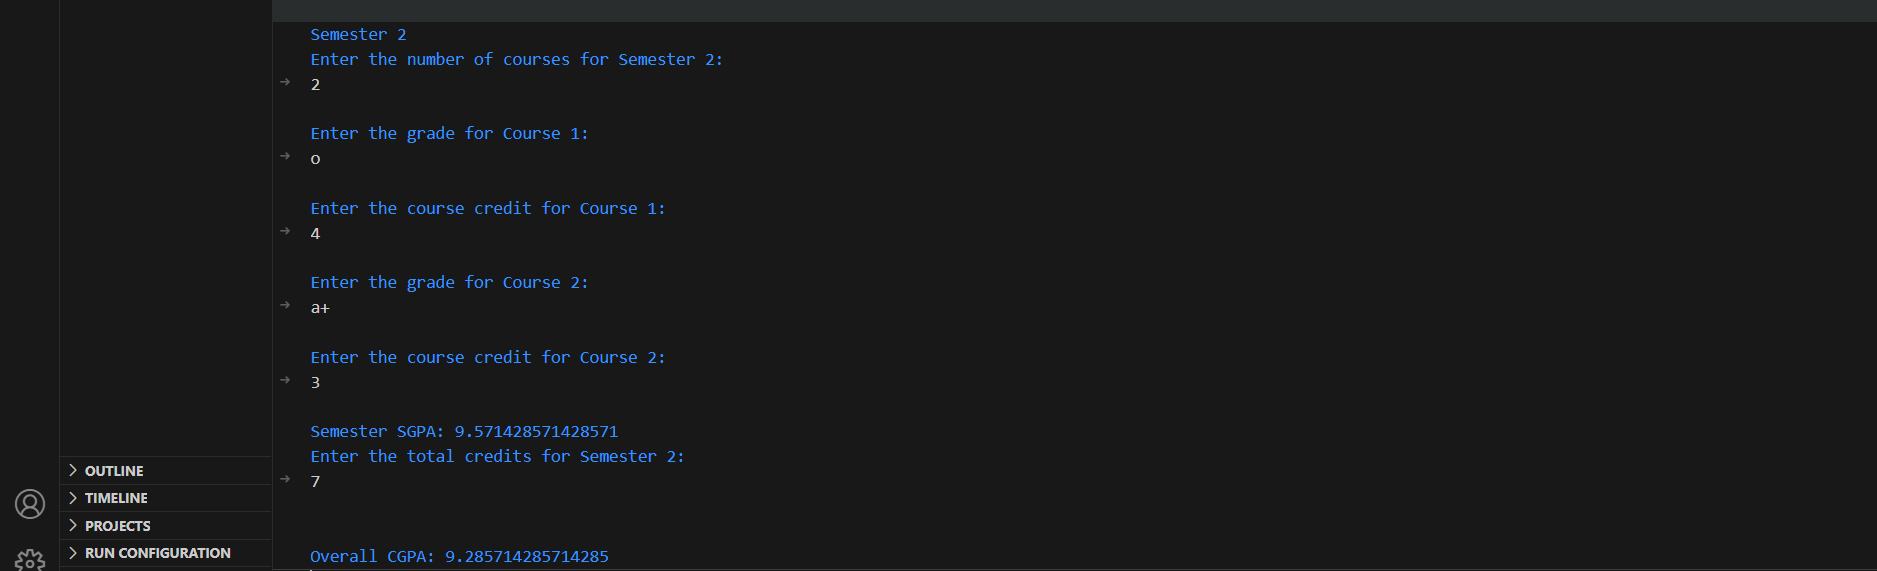 Semester 2
Enter the number of courses for Semester 2:
2
Enter the grade for Course 1:
o
Enter the course credit for Course 1:
4
Enter the grade for Course 2:
a+
Enter the course credit for Course 2:
3
Semester SGPA: 9.571428571428571
Enter the total credits for Semester 2:
7
Overall CGPA: 9.285714285714285
OUTLINE
TIMELINE
PROJECTS
RUN CONFIGURATION